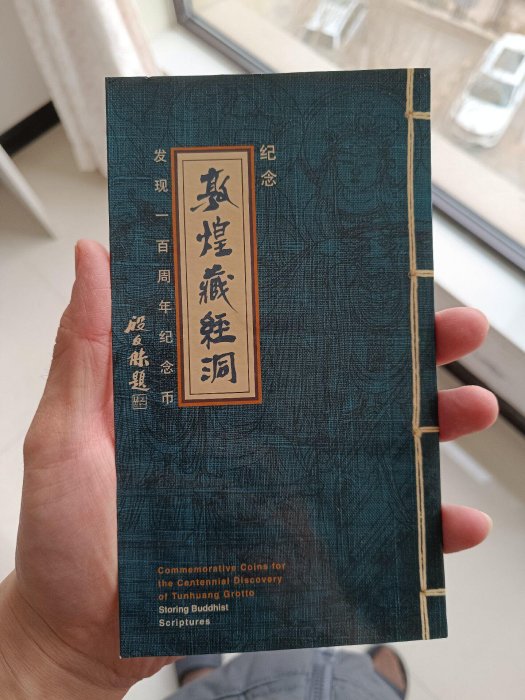 纪念
敦煌藏经洞
发现一百周年纪念币
段文杰题
Commemorative Coins for
the Centennial Discovery
of Tunhuang Grotto
Storing Buddhist
Scriptures